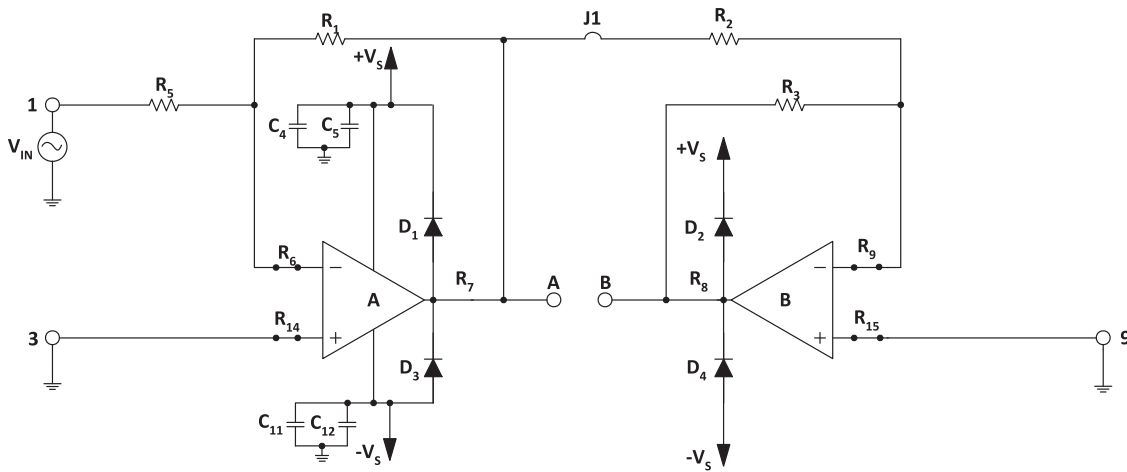 R1
J1
R2
+VS
R5
R3
1
C4
C5
VIN
+VS
D1
D2
R6
R7
A
B
R8
R9
−
A
−
B
R14
+
+
R15
3
9
D3
D4
C11
C12
-VS
-VS